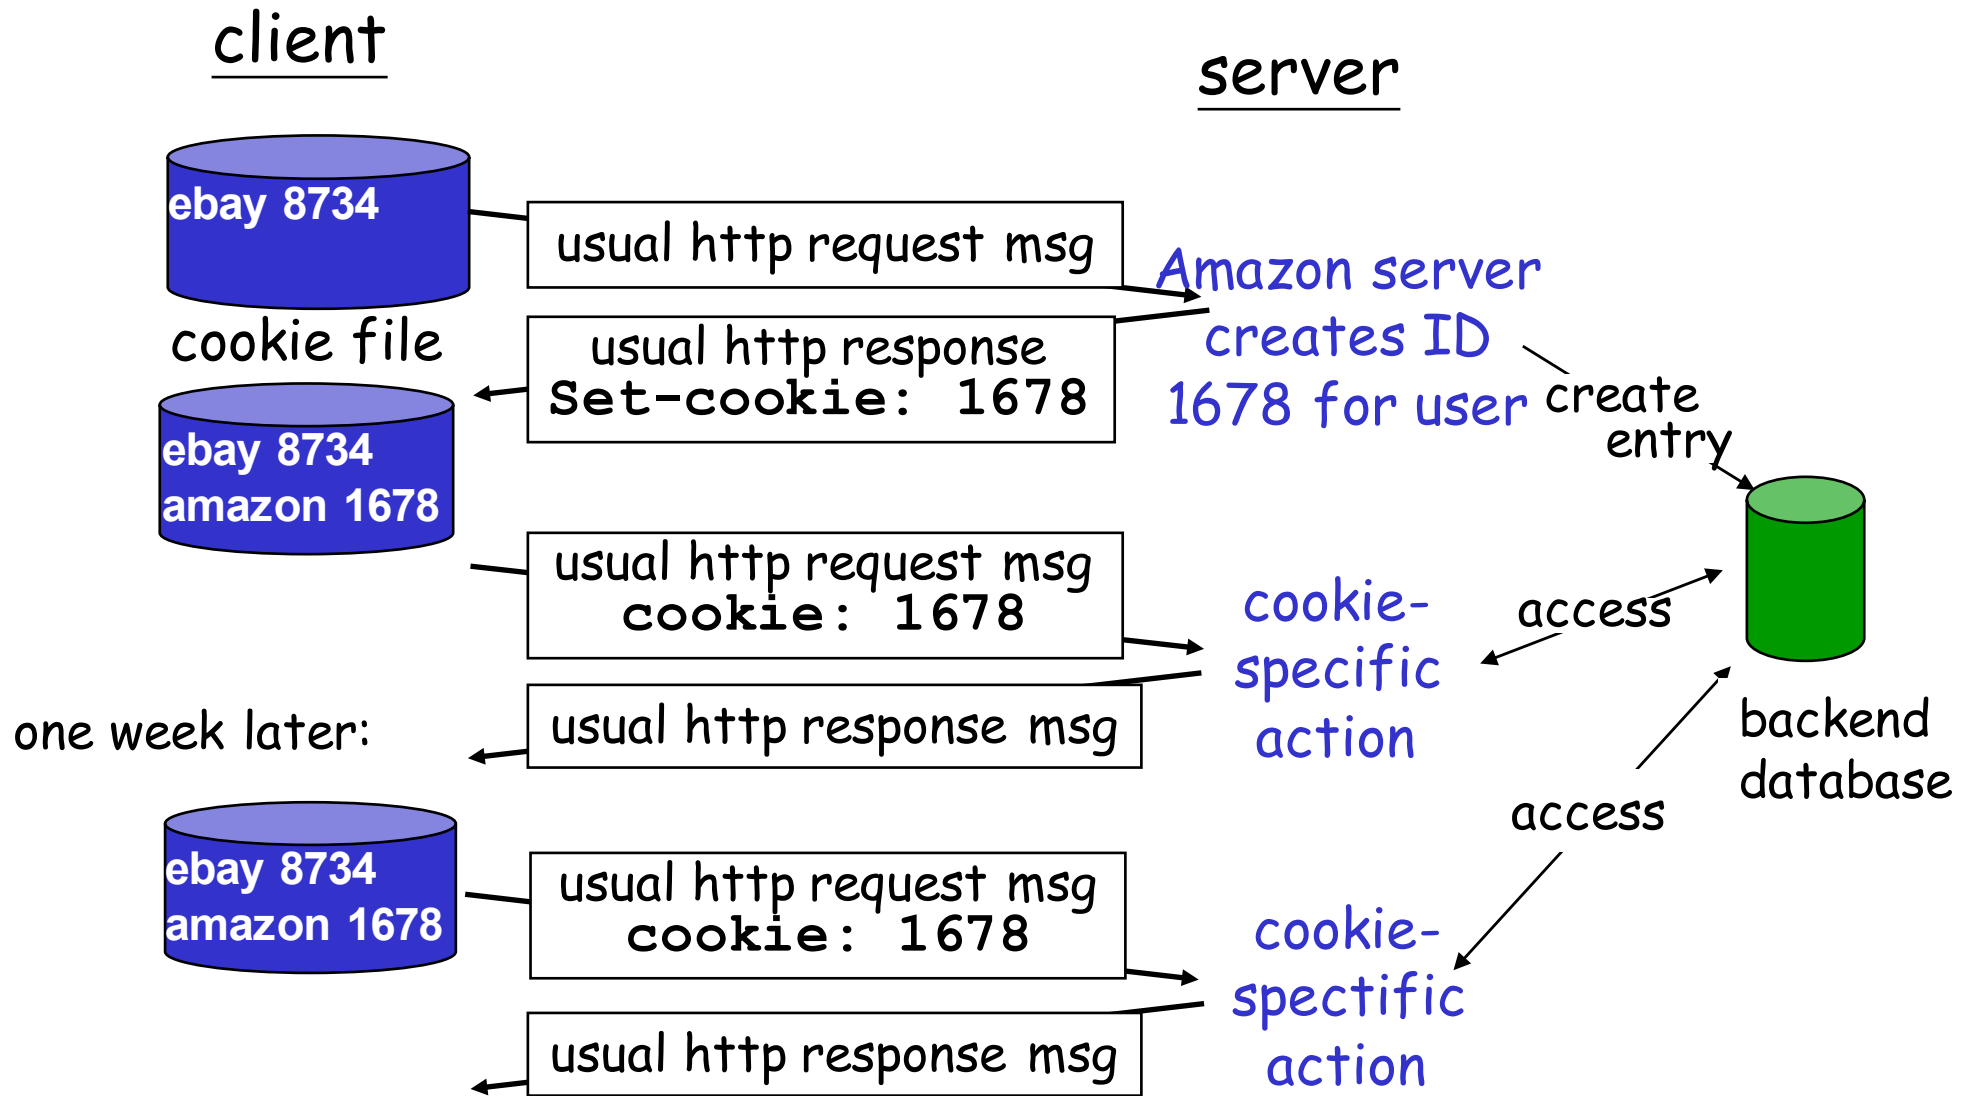 client
server
ebay 8734
usual http request msg
Amazon server
creates ID
1678 for user
cookie file
usual http response
Set-cookie: 1678
create
entry
ebay 8734
amazon 1678
usual http request msg
cookie: 1678
cookie-
specific
action
access
usual http response msg
one week later:
backend
database
access
ebay 8734
amazon 1678
usual http request msg
cookie: 1678
cookie-
spectific
action
usual http response msg